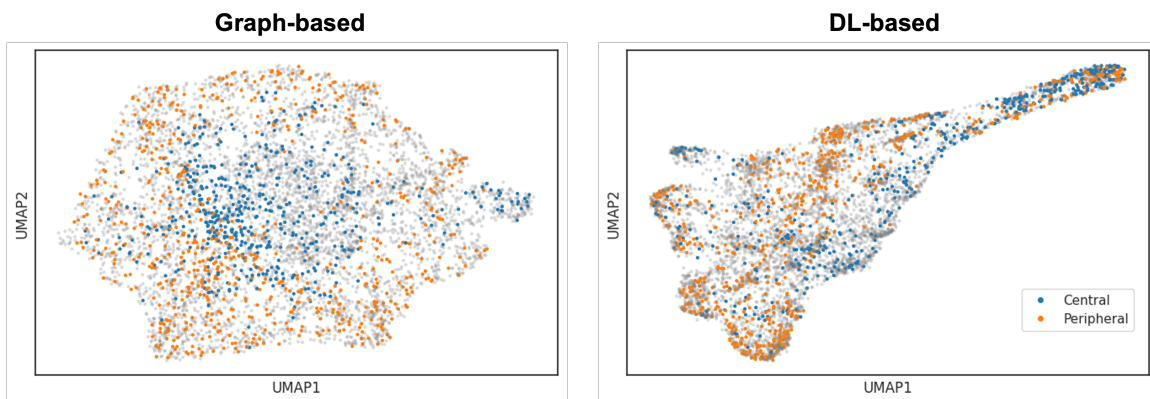 Graph-based
DL-based
UMAP2
UMAP1
UMAP2
UMAP1
Central
Peripheral